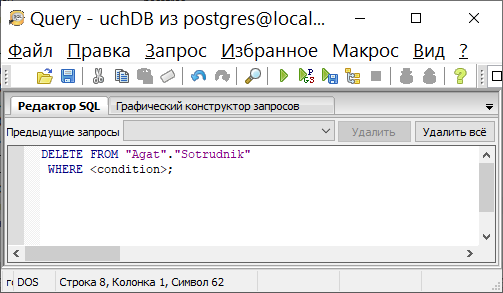 Query - uchDB из postgres@local...
Файл Правка Запрос Избранное Макрос Вид ?
Редактор SQL Графический конструктор запросов
Предыдущие запросы Удалить Удалить всё
DELETE FROM "Agat"."Sotrudnik"
WHERE <condition>;
DOS Строка 8, Колонка 1, Символ 62